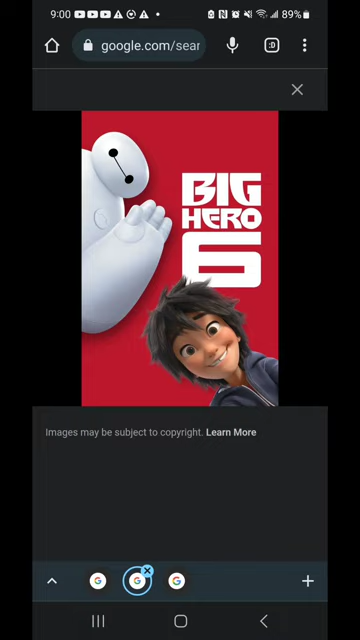 9:00
89%
google.com/sear
:D
BIG
HERO
6
Images may be subject to copyright. Learn More